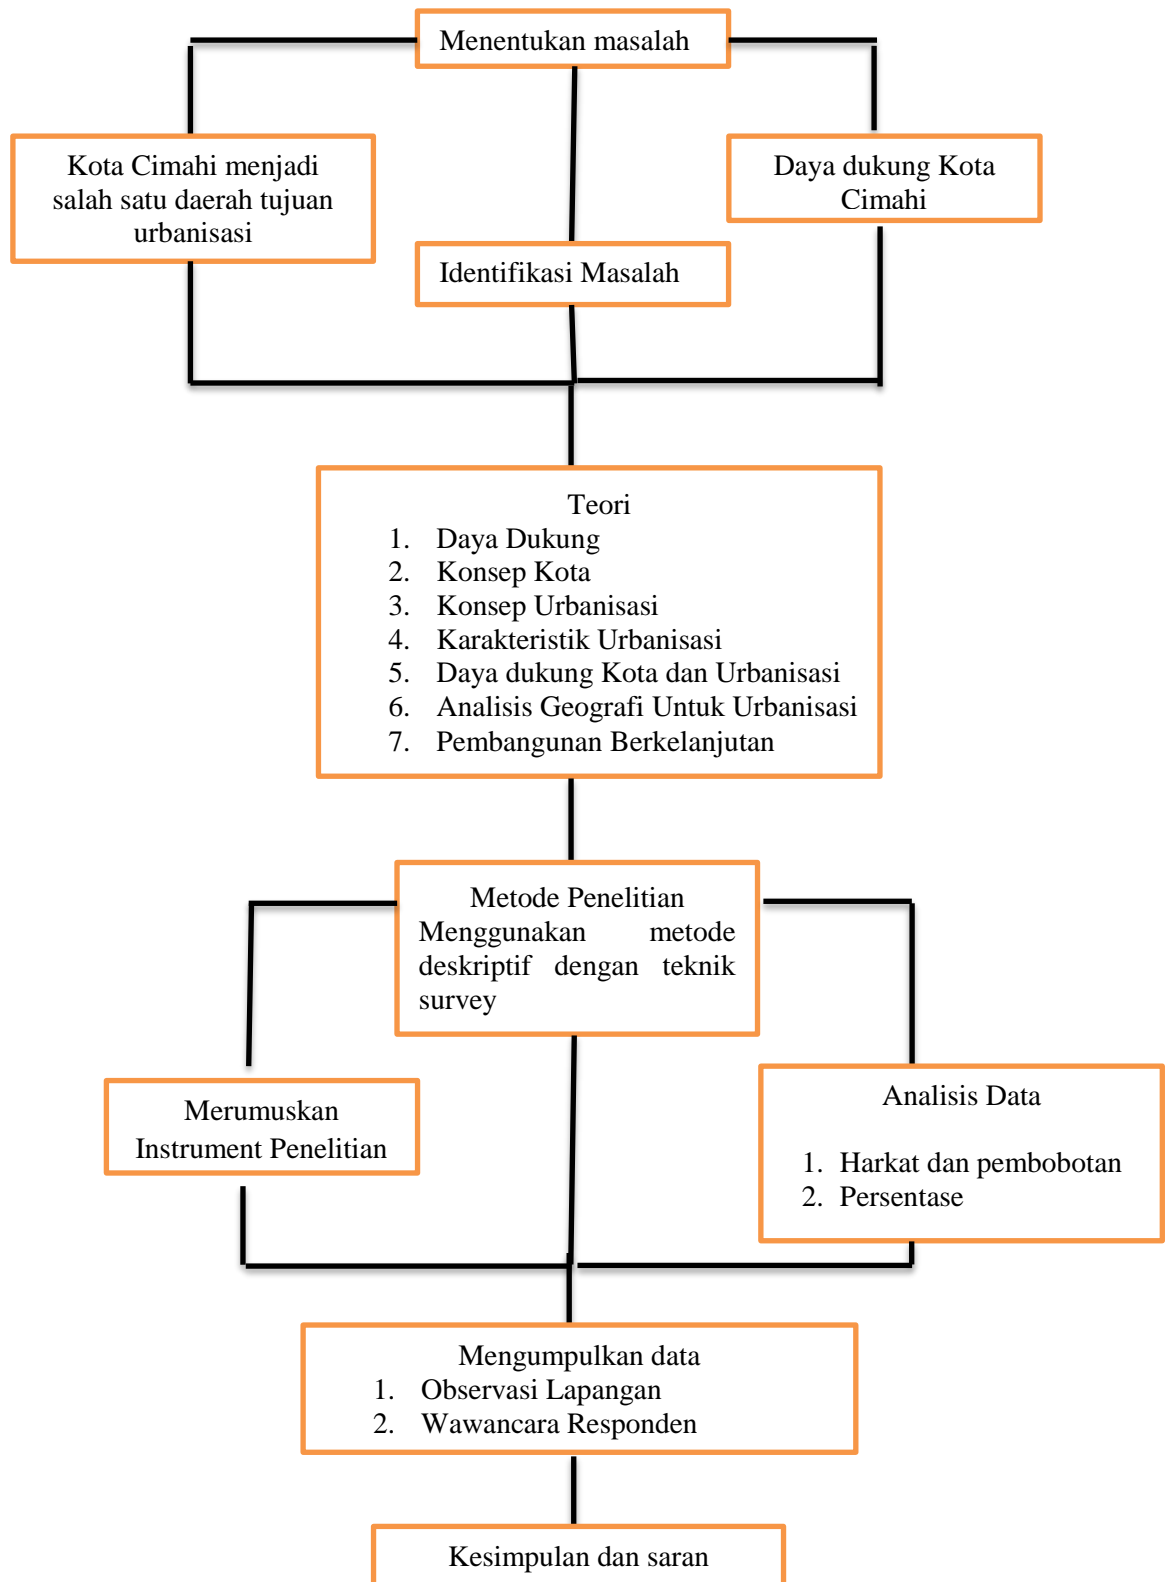 Menentukan masalah
Kota Cimahi menjadi
salah satu daerah tujuan
urbanisasi
Daya dukung Kota
Cimahi
Identifikasi Masalah
Teori
1. Daya Dukung
2. Konsep Kota
3. Konsep Urbanisasi
4. Karakteristik Urbanisasi
5. Daya dukung Kota dan Urbanisasi
6. Analisis Geografi Untuk Urbanisasi
7. Pembangunan Berkelanjutan
Metode Penelitian
Menggunakan metode
deskriptif dengan teknik
survey
Merumuskan
Instrument Penelitian
Analisis Data
1. Harkat dan pembobotan
2. Persentase
Mengumpulkan data
1. Observasi Lapangan
2. Wawancara Responden
Kesimpulan dan saran